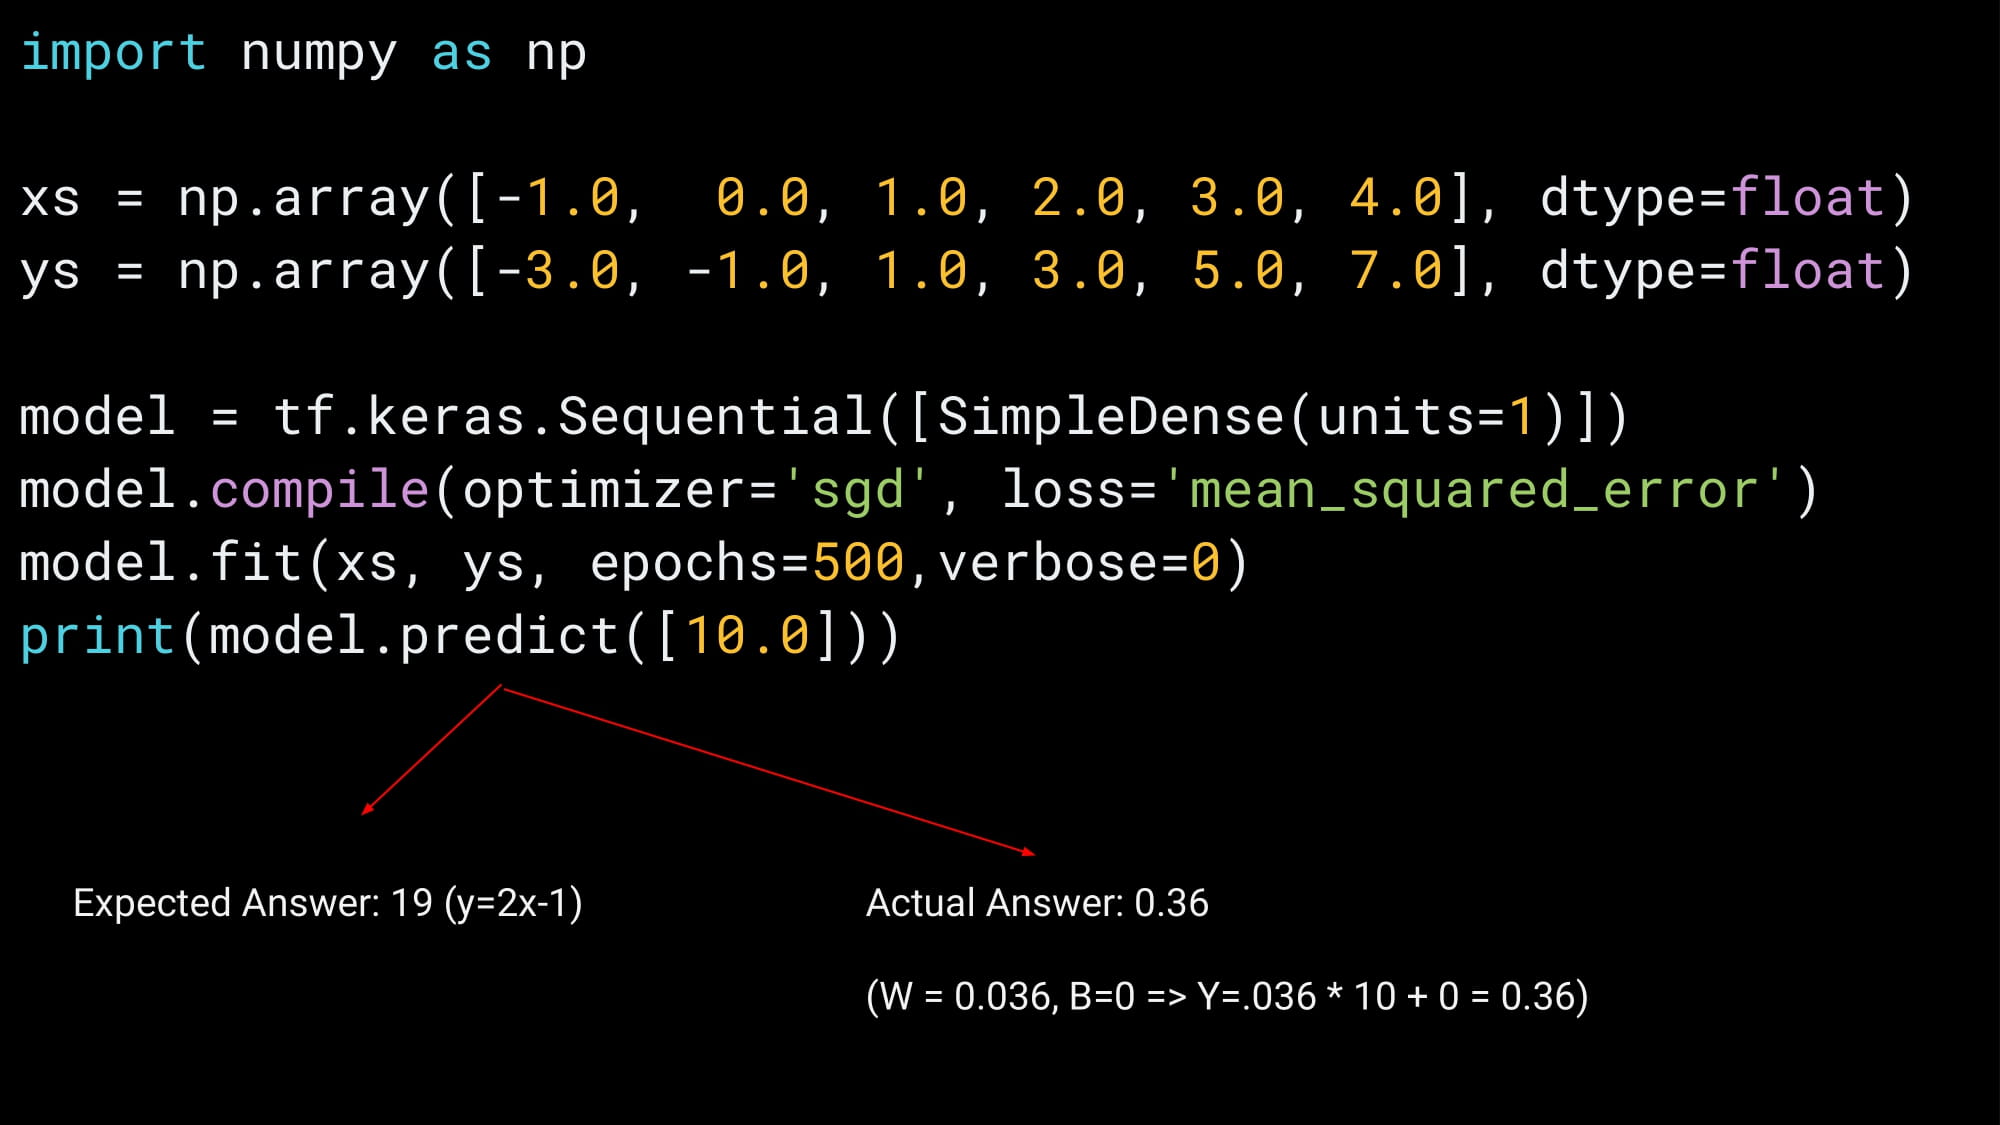 import numpy as np
xs = np.array([-1.0,  0.0, 1.0, 2.0, 3.0, 4.0], dtype=float)
ys = np.array([-3.0, -1.0, 1.0, 3.0, 5.0, 7.0], dtype=float)
model = tf.keras.Sequential([SimpleDense(units=1)])
model.compile(optimizer='sgd', loss='mean_squared_error')
model.fit(xs, ys, epochs=500,verbose=0)
print(model.predict([10.0]))
Expected Answer: 19 (y=2x-1)
Actual Answer: 0.36
(W = 0.036, B=0 => Y=.036 * 10 + 0 = 0.36)